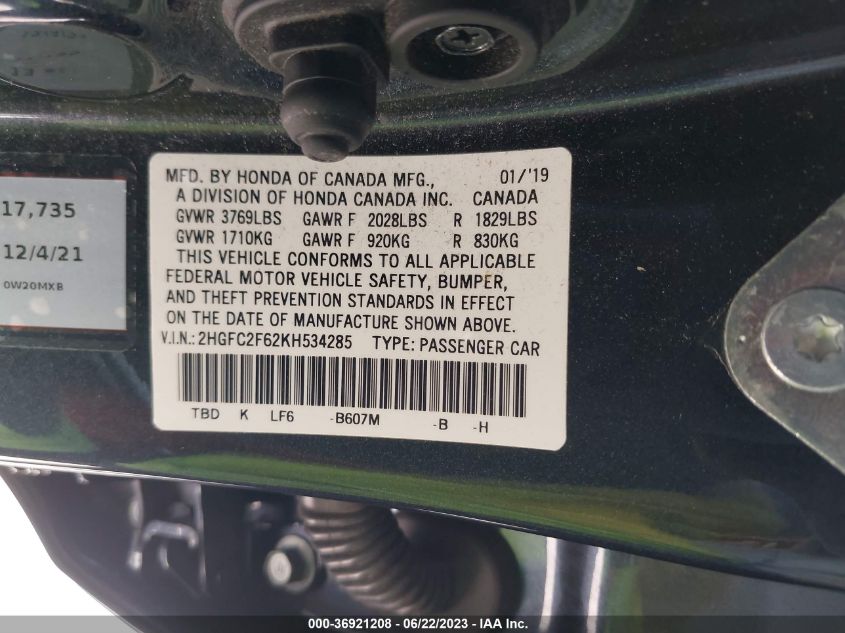 17,735
12/4/21
0W20MXB
MFD. BY HONDA OF CANADA MFG., 01/'19
A DIVISION OF HONDA CANADA INC. CANADA
GVWR 3769LBS GAWR F 2028LBS R 1829LBS
GVWR 1710KG GAWR F 920KG R 830KG
THIS VEHICLE CONFORMS TO ALL APPLICABLE
FEDERAL MOTOR VEHICLE SAFETY, BUMPER,
AND THEFT PREVENTION STANDARDS IN EFFECT
ON THE DATE OF MANUFACTURE SHOWN ABOVE.
V.I.N.: 2HGFC2F62KH534285 TYPE: PASSENGER CAR
TBD K LF6 -B607M -B -H
000-36921208 - 06/22/2023 - IAA Inc.